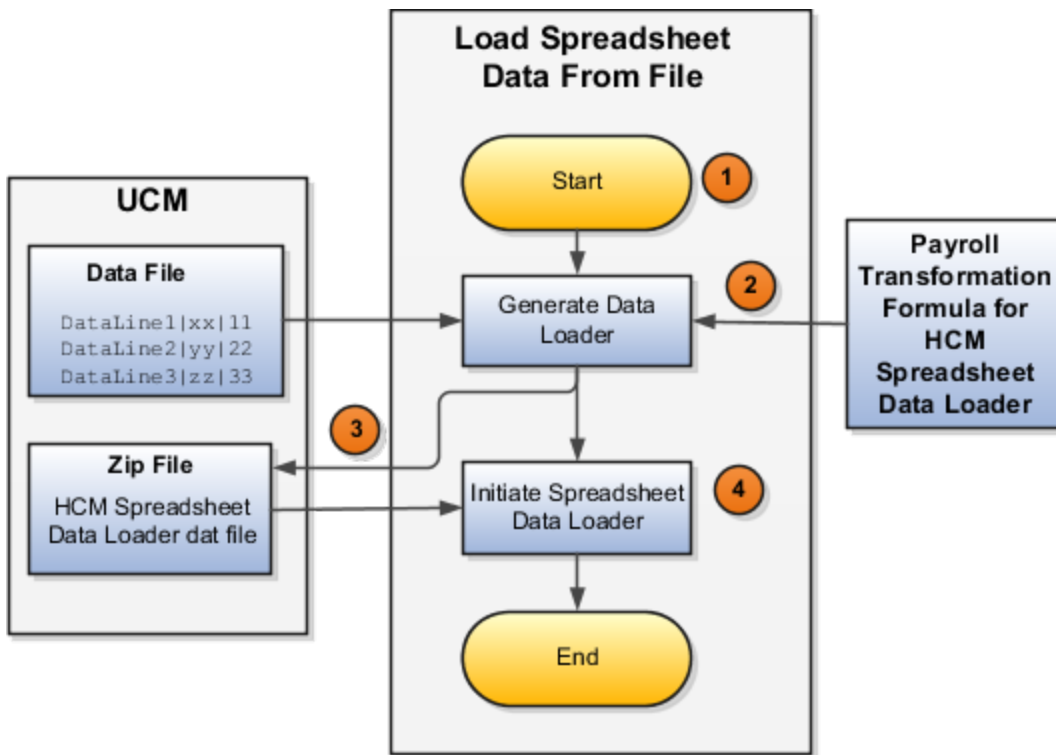 Load Spreadsheet
Data From File
Start
1
UCM
Data File
DataLine1|xx|11
DataLine2|yy|22
DataLine3|zz|33
Generate Data
Loader
2
Payroll
Transformation
Formula for
HCM
Spreadsheet
Data Loader
3
Zip File
HCM Spreadsheet
Data Loader dat file
Initiate Spreadsheet
Data Loader
4
End